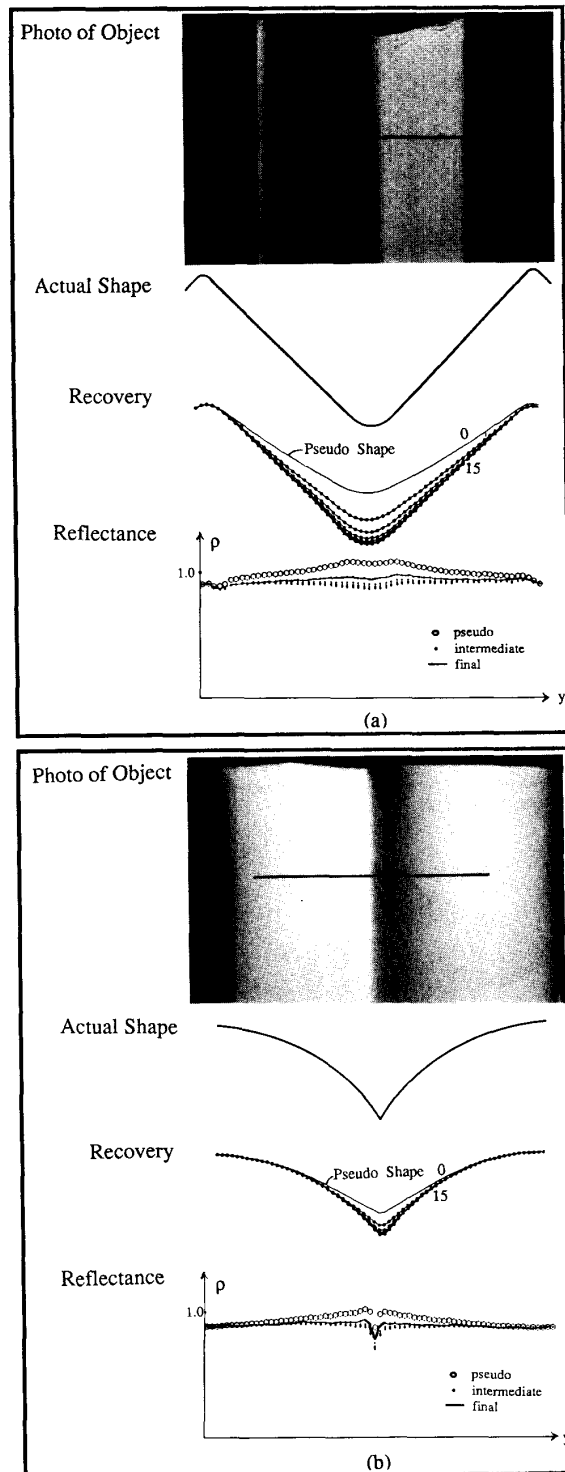 Photo of Object
Actual Shape
Recovery
Pseudo Shape
0
15
Reflectance
ρ
1.0
o pseudo
• intermediate
— final
y
(a)
Photo of Object
Actual Shape
Recovery
Pseudo Shape
0
15
Reflectance
ρ
1.0
o pseudo
• intermediate
— final
y
(b)